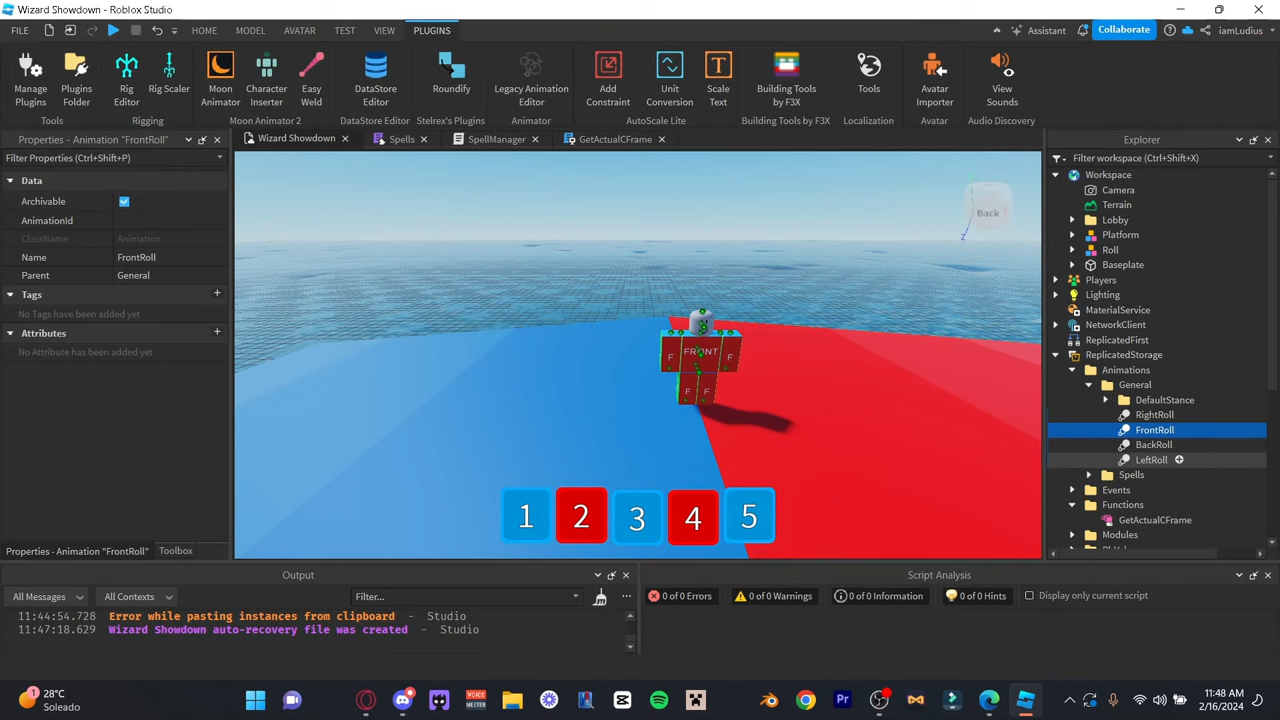 Wizard Showdown - Roblox Studio
FILE HOME MODEL AVATAR TEST VIEW PLUGINS Assistant Collaborate iamLudius
Manage Plugins
Plugins Folder
Rig Editor
Rig Scaler
Moon Animator
Character Inserter
Easy Weld
DataStore Editor
Roundify
Legacy Animation Editor
Add Constraint
Unit Conversion
Scale Text
Building Tools by F3X
Tools
Avatar Importer
View Sounds
Tools Rigging Moon Animator 2 DataStore Editor Stelrex's Plugins Animator AutoScale Lite Building Tools by F3X Localization Avatar Audio Discovery
Properties - Animation "FrontRoll"
Filter Properties (Ctrl+Shift+P)
Data
Archivable
AnimationId
ClassName Animation
Name FrontRoll
Parent General
Tags
No Tags have been added yet
Attributes
No Attribute has been added yet
Properties - Animation "FrontRoll" Toolbox
Wizard Showdown Spells SpellManager GetActualCFrame
Back
Z
F FRONT F
F F
1 2 3 4 5
Explorer
Filter workspace (Ctrl+Shift+X)
Workspace
Camera
Terrain
Lobby
Platform
Roll
Baseplate
Players
Lighting
MaterialService
NetworkClient
ReplicatedFirst
ReplicatedStorage
Animations
General
DefaultStance
RightRoll
FrontRoll
BackRoll
LeftRoll
Spells
Events
Functions
GetActualCFrame
Modules
Output
All Messages All Contexts Filter...
11:44:54.728 Error while pasting instances from clipboard - Studio
11:47:18.629 Wizard Showdown auto-recovery file was created - Studio
Script Analysis
0 of 0 Errors 0 of 0 Warnings 0 of 0 Information 0 of 0 Hints Display only current script
1
28°C
Soleado
VOICE MEETER
Pr
11:48 AM
2/16/2024